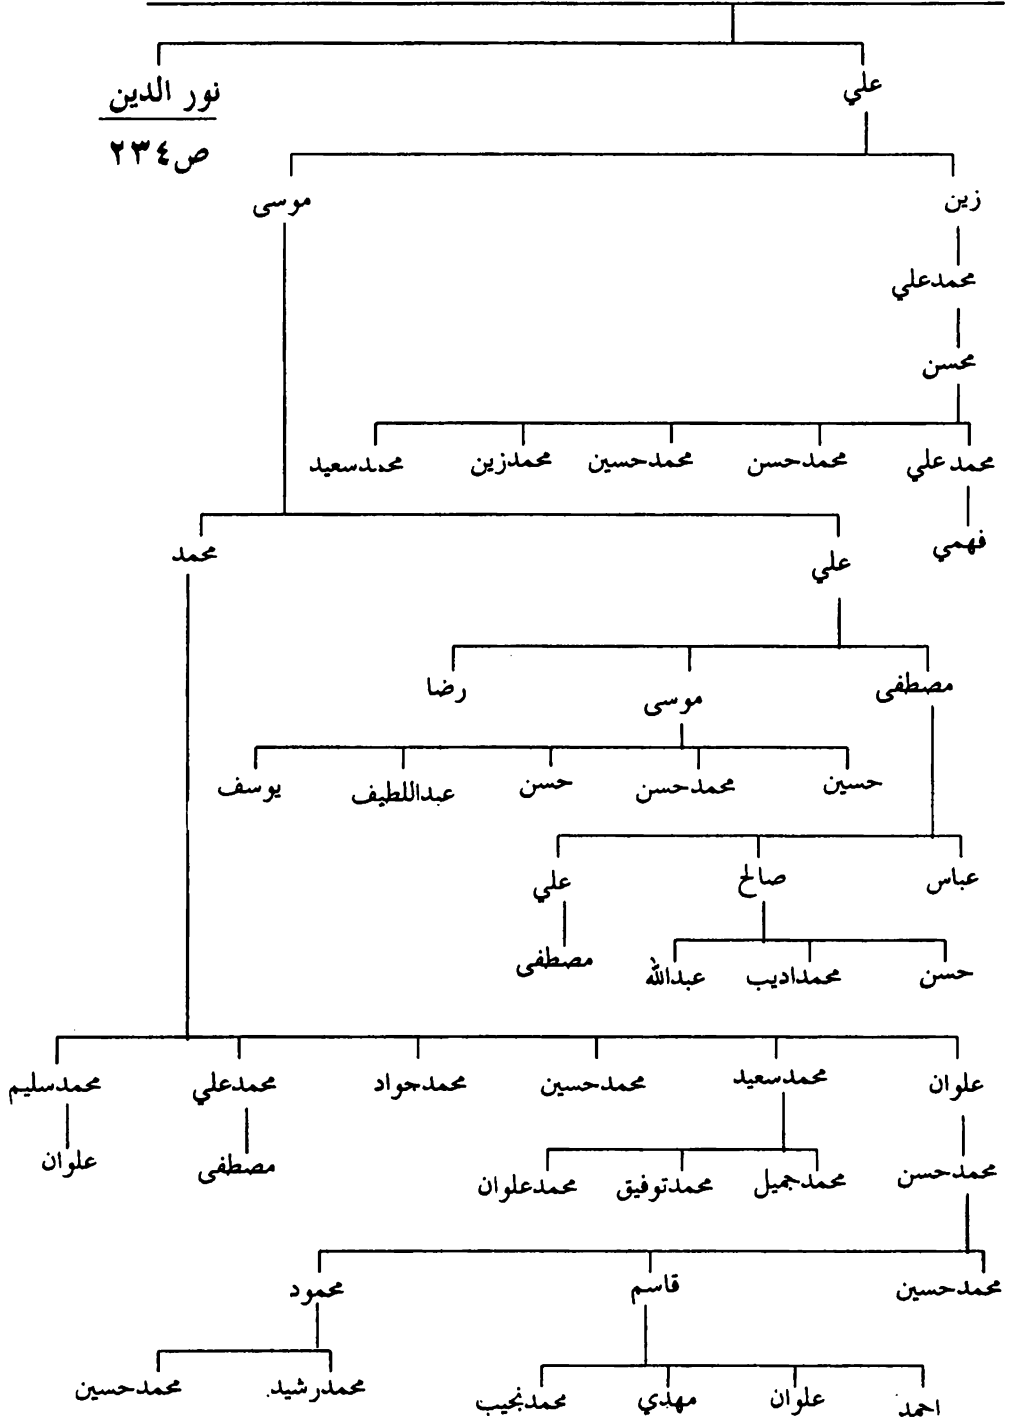 علي
نور الدين
ص٢٣٤
زين
موسى
محمدعلي
محسن
محمد علي
محمدحسن
محمدحسين
محمدزين
محمدسعيد
فهمي
علي
محمد
مصطفى
موسى
رضا
حسين
محمدحسن
حسن
عبداللطيف
يوسف
عباس
صالح
علي
حسن
محمداديب
عبدالله
مصطفى
علوان
محمدسعيد
محمدحسين
محمدجواد
محمدعلي
محمدسليم
محمدحسن
محمدجميل
محمدتوفيق
محمدعلوان
مصطفى
علوان
محمدحسين
قاسم
محمود
احمد
علوان
مهدي
محمدنجيب
محمدرشيد
محمدحسين